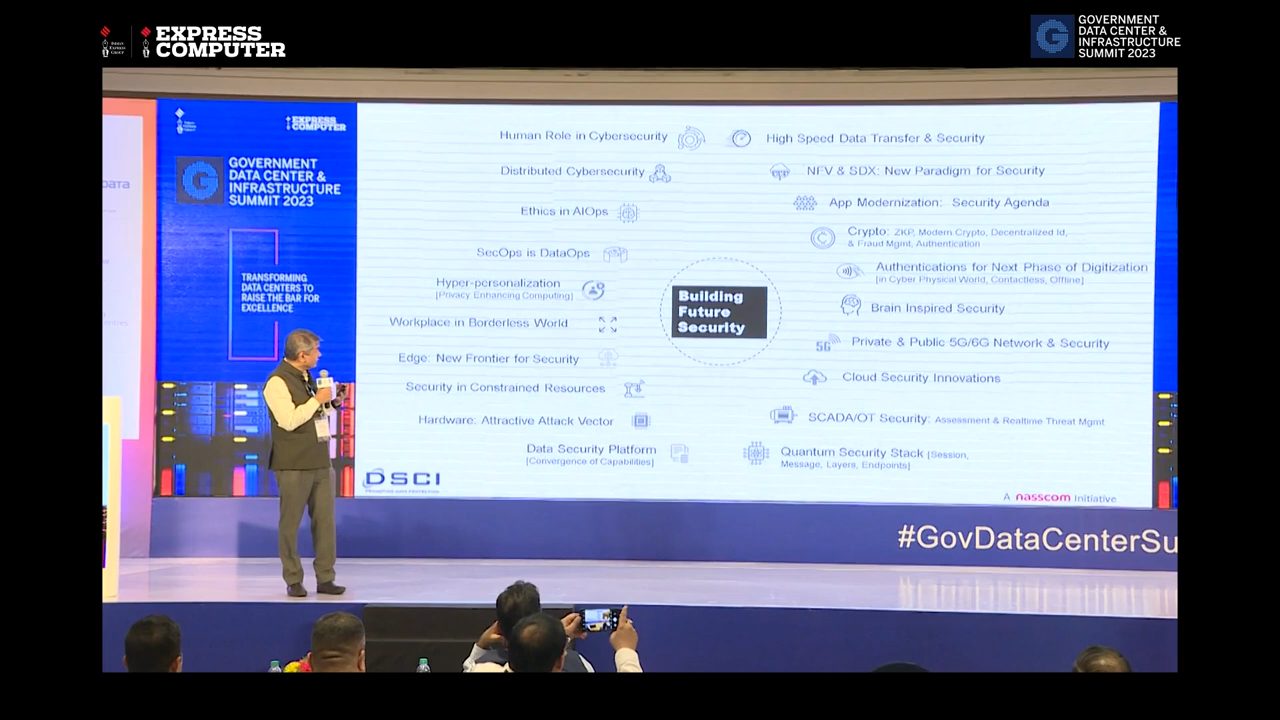 EXPRESS
COMPUTER
GOVERNMENT
DATA CENTER &
INFRASTRUCTURE
SUMMIT 2023
EXPRESS
COMPUTER
GOVERNMENT
DATA CENTER &
INFRASTRUCTURE
SUMMIT 2023
TRANSFORMING
DATA CENTERS TO
RAISE THE BAR FOR
EXCELLENCE
Human Role in Cybersecurity
Distributed Cybersecurity
Ethics in AIOps
SecOps is DataOps
Hyper-personalization
[Privacy Enhancing Computing]
Workplace in Borderless World
Edge: New Frontier for Security
Security in Constrained Resources
Hardware: Attractive Attack Vector
Data Security Platform
[Convergence of Capabilities]
Building
Future
Security
High Speed Data Transfer & Security
NFV & SDX: New Paradigm for Security
App Modernization: Security Agenda
Crypto: ZKP, Modern Crypto, Decentralized Id,
& Fraud Mgmt, Authentication
Authentications for Next Phase of Digitization
[in Cyber Physical World, Contactless, Offline]
Brain Inspired Security
5G
Private & Public 5G/6G Network & Security
Cloud Security Innovations
SCADA/OT Security: Assessment & Realtime Threat Mgmt
Quantum Security Stack [Session,
Message, Layers, Endpoints]
DSCI
A nasscom Initiative
#GovDataCenterSu